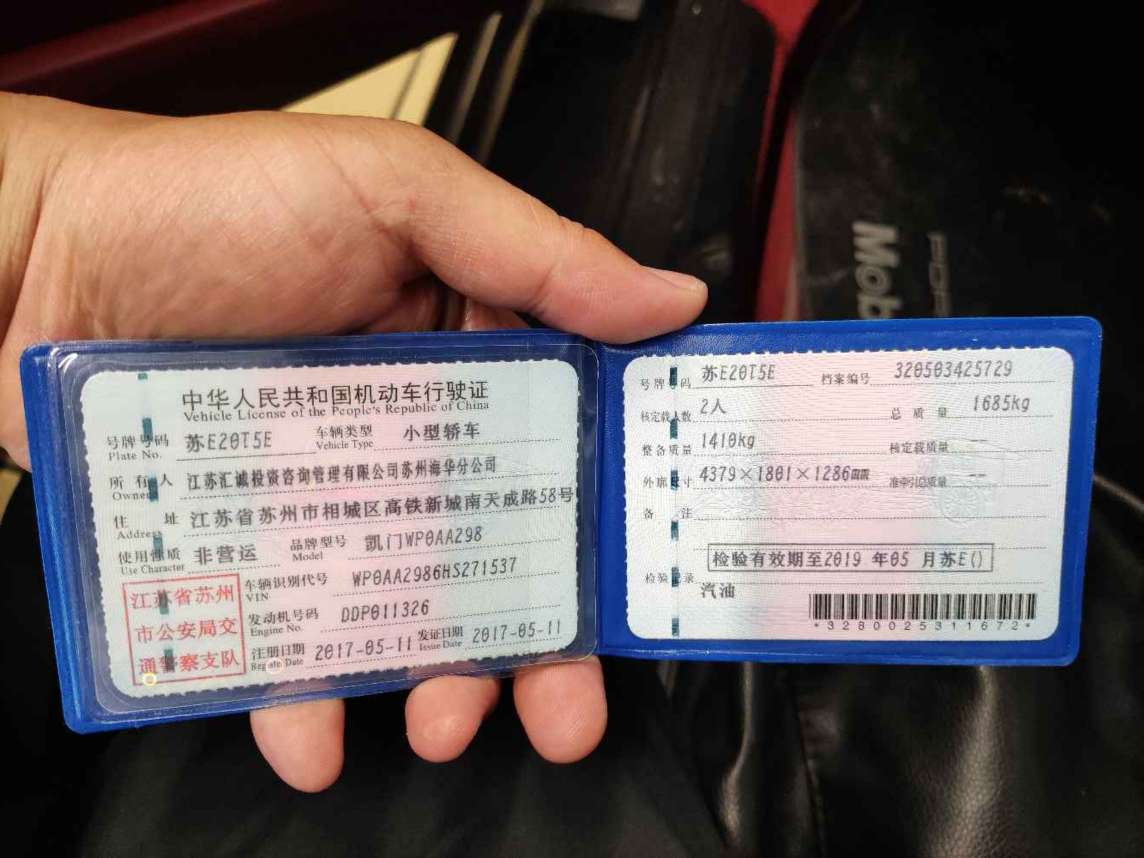 中华人民共和国机动车行驶证
Vehicle License of the People's Republic of China
号牌号码 苏E20T5E 车辆类型 小型轿车
Plate No. Vehicle Type
所有人 江苏汇诚投资咨询管理有限公司苏州海华分公司
Owner
住址 江苏省苏州市相城区高铁新城南天成路58号
Address
使用性质 非营运 品牌型号 凯门WP0AA298
Use Character Model
江苏省苏州
市公安局交
通警察支队
车辆识别代号 WP0AA2986HS271537
VIN
发动机号码 DDP011326
Engine No.
注册日期 2017-05-11 发证日期 2017-05-11
Register Date Issue Date
号牌号码 苏E20T5E 档案编号 320503425729
核定载人数 2人 总质量 1685kg
整备质量 1410kg 核定载质量
外廓尺寸 4379×1801×1286mm 准牵引总质量 --
备注
检验有效期至2019 年05 月苏E()
检验记录
汽油
*3280025311672*
Mob